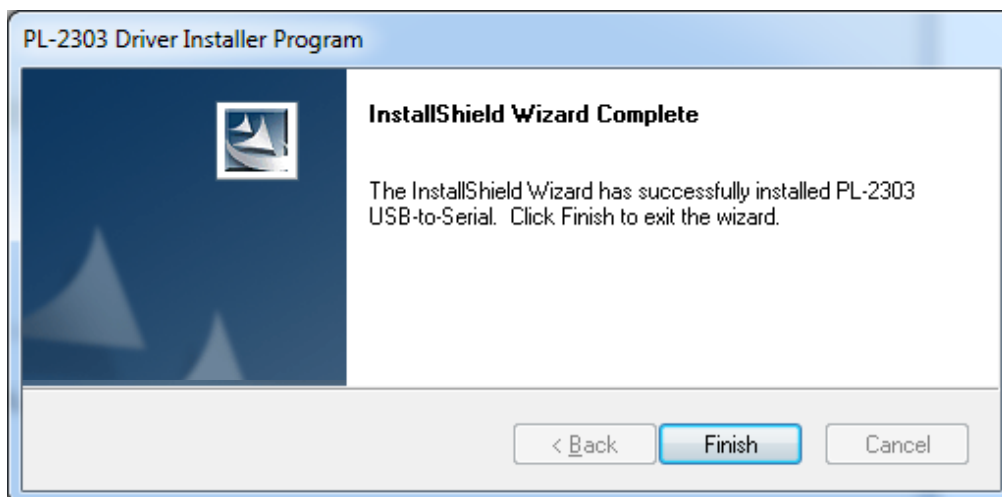 PL-2303 Driver Installer Program
InstallShield Wizard Complete
The InstallShield Wizard has successfully installed PL-2303
USB-to-Serial.  Click Finish to exit the wizard.
< Back
Finish
Cancel